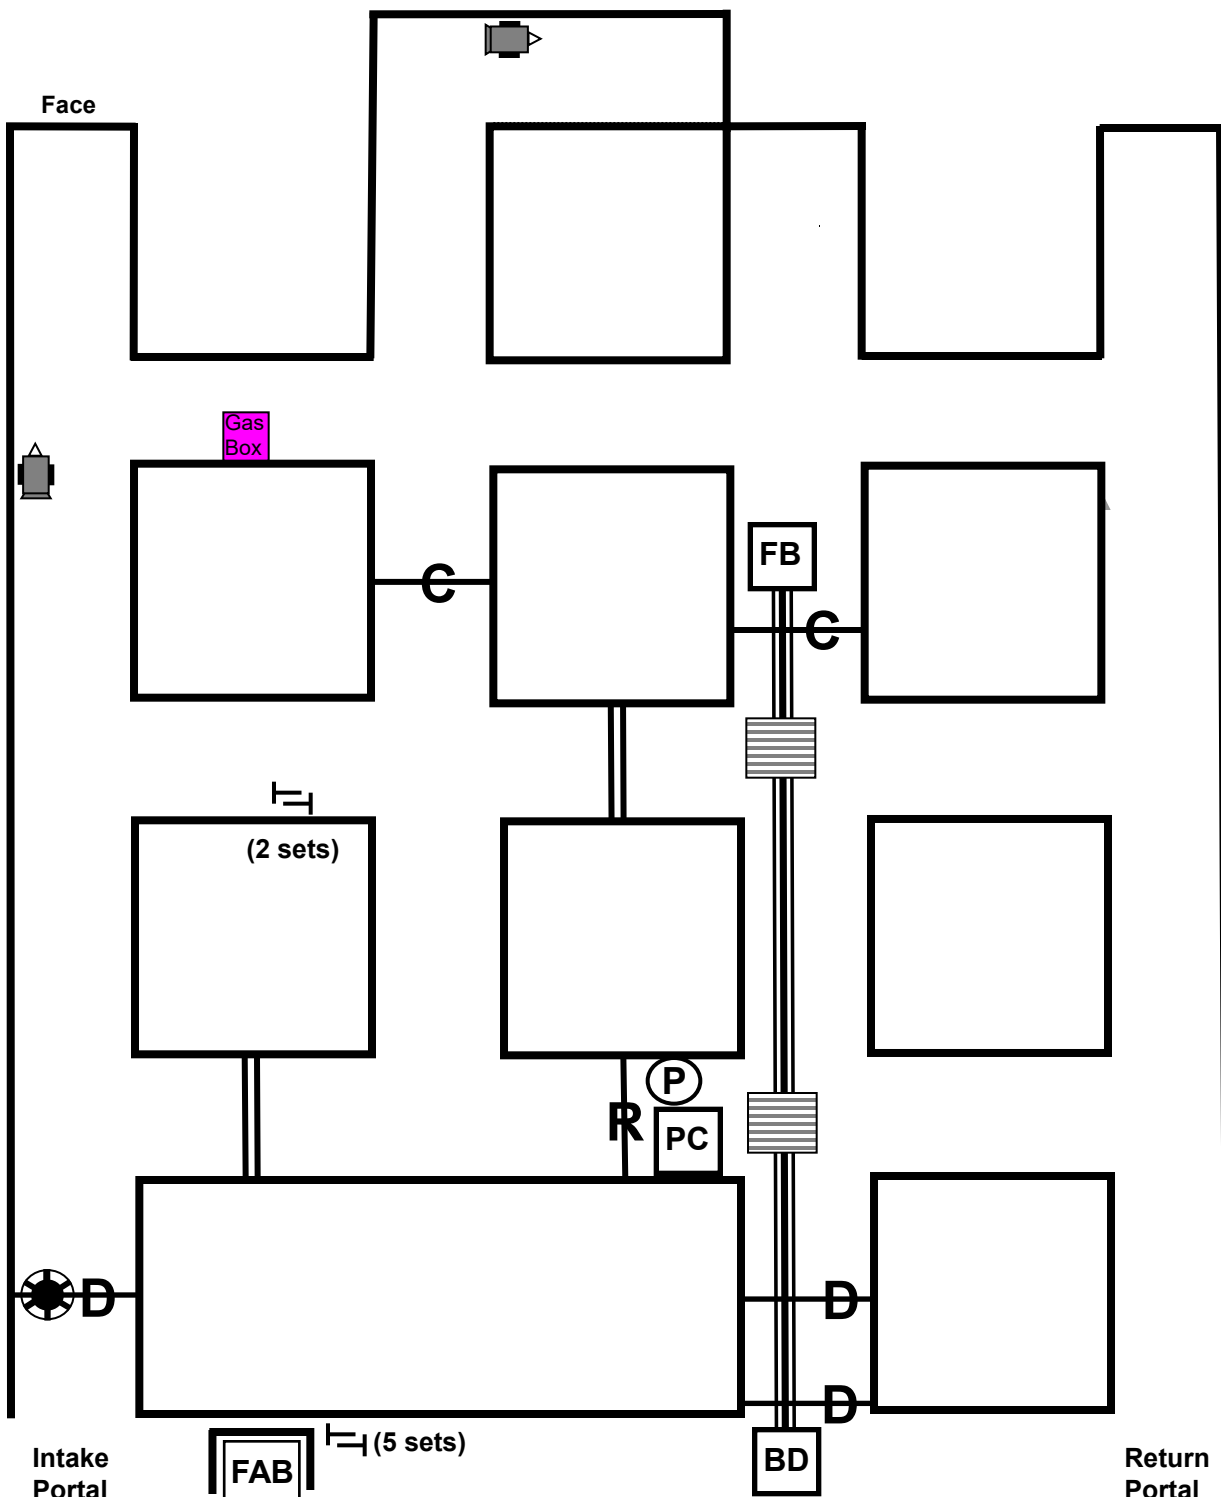 Face
Gas
Box
FB
C
C
(2 sets)
P
R
PC
D
D
D
(5 sets)
Intake
Portal
FAB
BD
Return
Portal